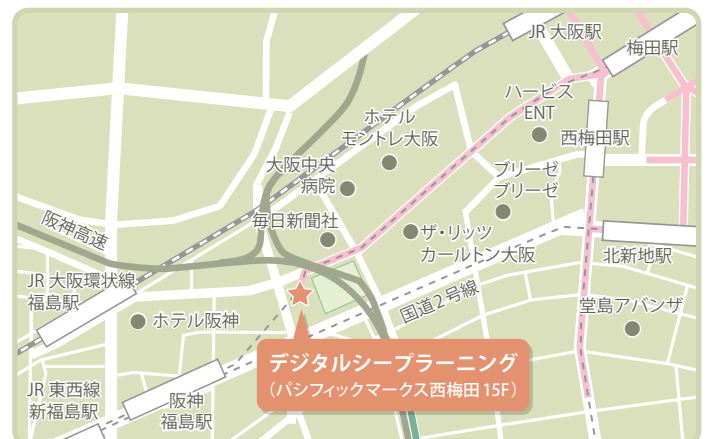 JR 大阪駅
梅田駅
ハービス
ENT
ホテル
モントレ大阪
西梅田駅
大阪中央
病院
ブリーゼ
ブリーゼ
毎日新聞社
阪神高速
ザ・リッツ
カールトン大阪
北新地駅
JR 大阪環状線
福島駅
国道2号線
堂島アバンザ
ホテル阪神
デジタルシープラーニング
（パシフィックマークス西梅田 15F）
JR 東西線
新福島駅
阪神
福島駅